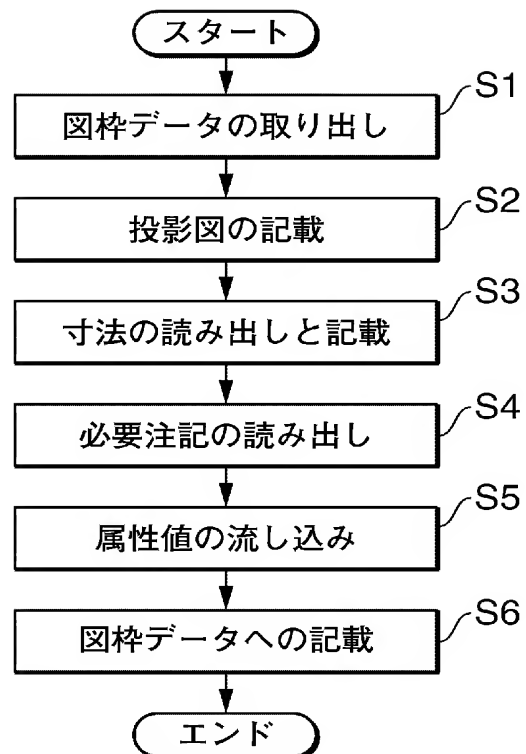 スタート
S1
図枠データの取り出し
S2
投影図の記載
S3
寸法の読み出しと記載
S4
必要注記の読み出し
S5
属性値の流し込み
S6
図枠データへの記載
エンド